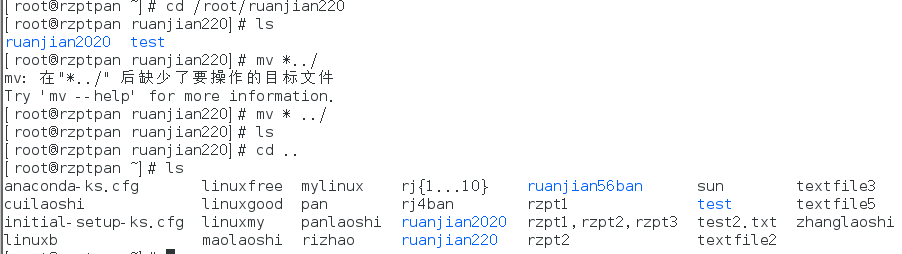 [root@rzptpan ~]# cd /root/ruanjian220
[root@rzptpan ruanjian220]# ls
ruanjian2020 test
[root@rzptpan ruanjian220]# mv *../
mv: 在"*../" 后缺少了要操作的目标文件
Try 'mv --help' for more information.
[root@rzptpan ruanjian220]# mv * ../
[root@rzptpan ruanjian220]# ls
[root@rzptpan ruanjian220]# cd ..
[root@rzptpan ~]# ls
anaconda-ks.cfg linuxfree mylinux rj{1...10} ruanjian56ban sun textfile3
cuilaoshi linuxgood pan rj4ban rzpt1 test textfile5
initial-setup-ks.cfg linuxmy panlaoshi ruanjian2020 rzpt1,rzpt2,rzpt3 test2.txt zhanglaoshi
linuxb maolaoshi rizhao ruanjian220 rzpt2 textfile2